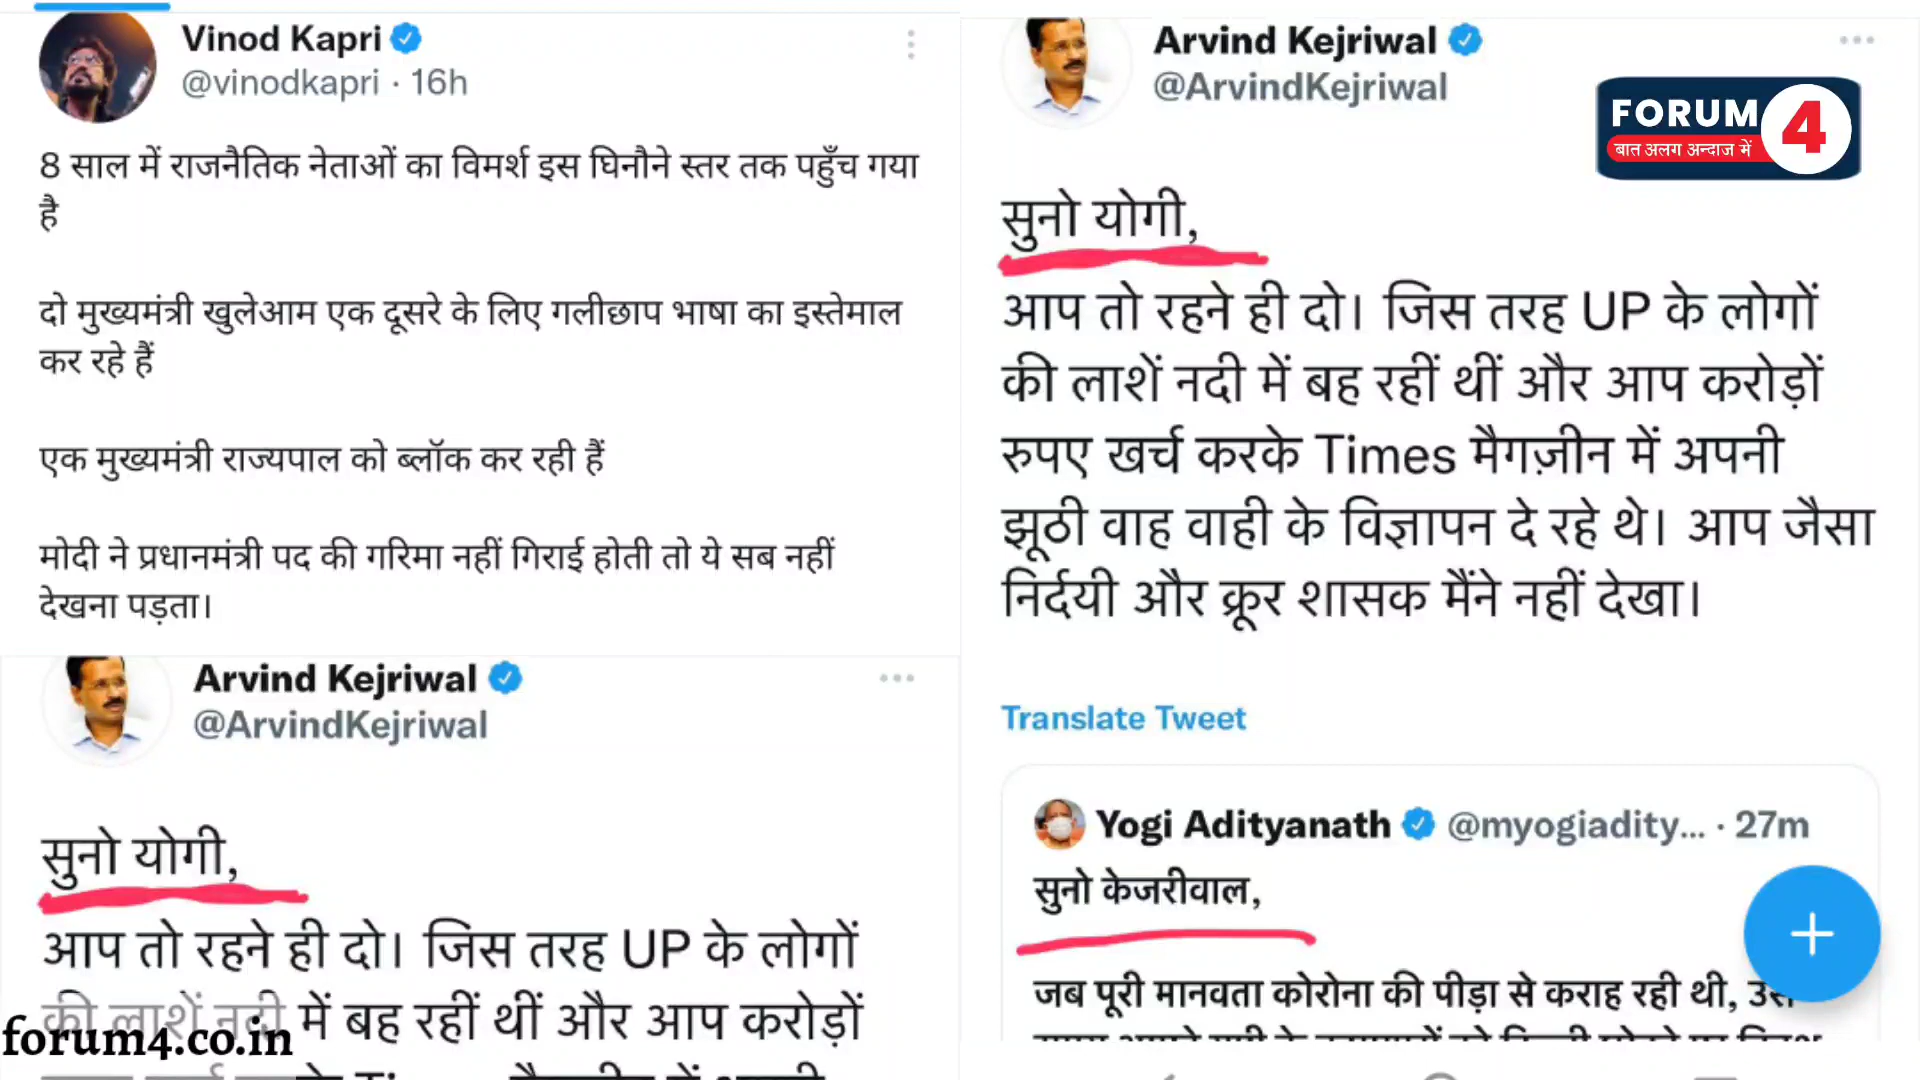 Vinod Kapri
@vinodkapri · 16h
8 साल में राजनैतिक नेताओं का विमर्श इस घिनौने स्तर तक पहुँच गया
है
दो मुख्यमंत्री खुलेआम एक दूसरे के लिए गलीछाप भाषा का इस्तेमाल
कर रहे हैं
एक मुख्यमंत्री राज्यपाल को ब्लॉक कर रही हैं
मोदी ने प्रधानमंत्री पद की गरिमा नहीं गिराई होती तो ये सब नहीं
देखना पड़ता।
Arvind Kejriwal
@ArvindKejriwal
सुनो योगी,
आप तो रहने ही दो। जिस तरह UP के लोगों
की लाशें नदी में बह रहीं थीं और आप करोड़ों
forum4.co.in
Arvind Kejriwal
@ArvindKejriwal
FORUM 4
बात अलग अन्दाज में
सुनो योगी,
आप तो रहने ही दो। जिस तरह UP के लोगों
की लाशें नदी में बह रहीं थीं और आप करोड़ों
रुपए खर्च करके Times मैगज़ीन में अपनी
झूठी वाह वाही के विज्ञापन दे रहे थे। आप जैसा
निर्दयी और क्रूर शासक मैंने नहीं देखा।
Translate Tweet
Yogi Adityanath @myogiadity... · 27m
सुनो केजरीवाल,
जब पूरी मानवता कोरोना की पीड़ा से कराह रही थी,